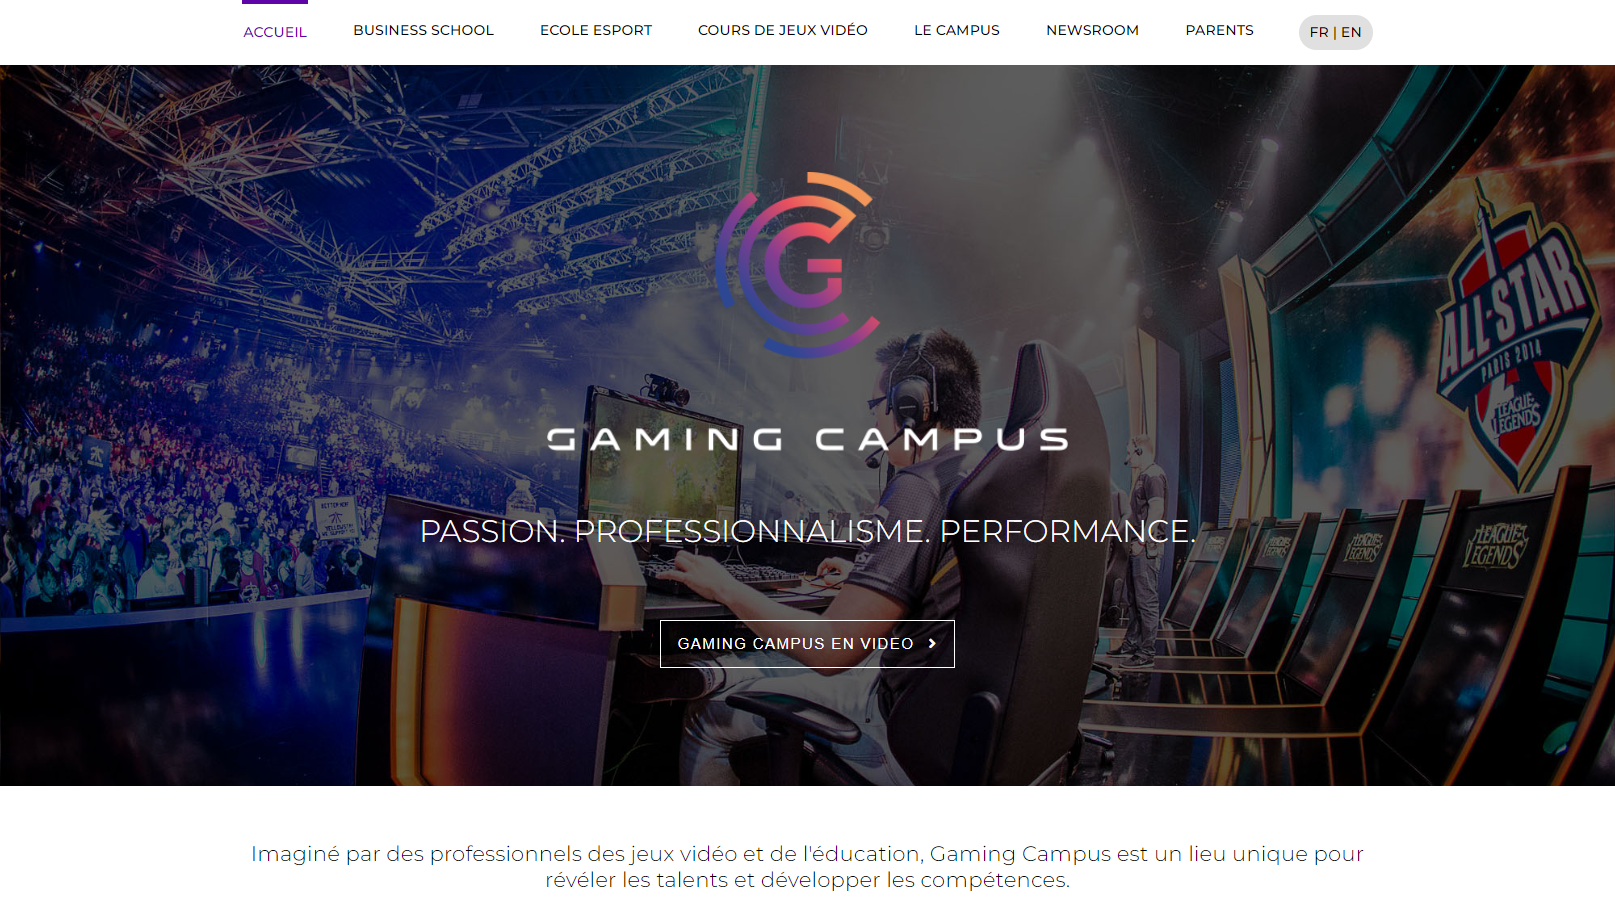 ACCUEIL
BUSINESS SCHOOL
ECOLE ESPORT
COURS DE JEUX VIDÉO
LE CAMPUS
NEWSROOM
PARENTS
FR | EN
ALL-STAR
PARIS 2014
LEAGUE
LEGENDS
GAMING CAMPUS
PASSION. PROFESSIONNALISME. PERFORMANCE.
LEAGUE
LEGENDS
GAMING CAMPUS EN VIDEO
Imaginé par des professionnels des jeux vidéo et de l'éducation, Gaming Campus est un lieu unique pour
révéler les talents et développer les compétences.